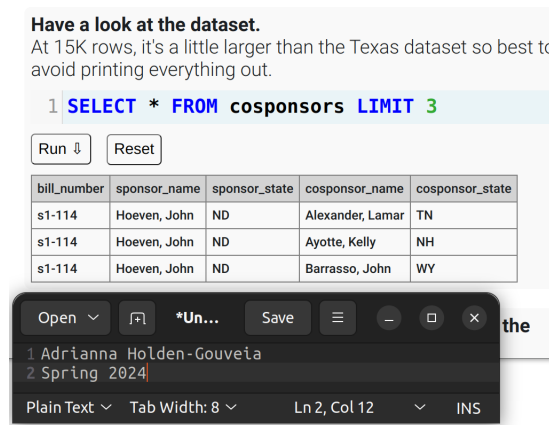 Have a look at the dataset.
At 15K rows, it's a little larger than the Texas dataset so best to
avoid printing everything out.
1 SELECT * FROM cosponsors LIMIT 3
Run ⇩ Reset
bill_number sponsor_name sponsor_state cosponsor_name cosponsor_state
s1-114 Hoeven, John ND Alexander, Lamar TN
s1-114 Hoeven, John ND Ayotte, Kelly NH
s1-114 Hoeven, John ND Barrasso, John WY
the
Open *Un... Save
1 Adrianna Holden-Gouveia
2 Spring 2024
Plain Text Tab Width: 8 Ln 2, Col 12 INS